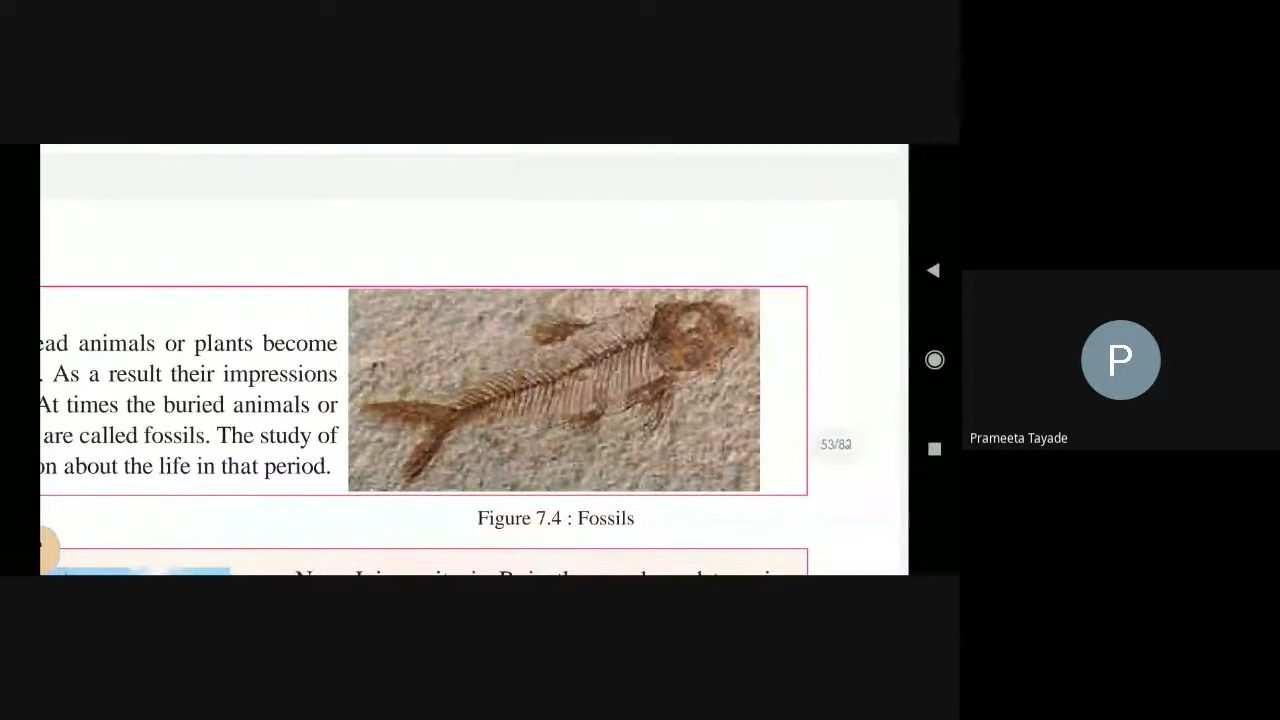 ead animals or plants become
. As a result their impressions
At times the buried animals or
are called fossils. The study of
on about the life in that period.
53/82
Figure 7.4 : Fossils
P
Prameeta Tayade